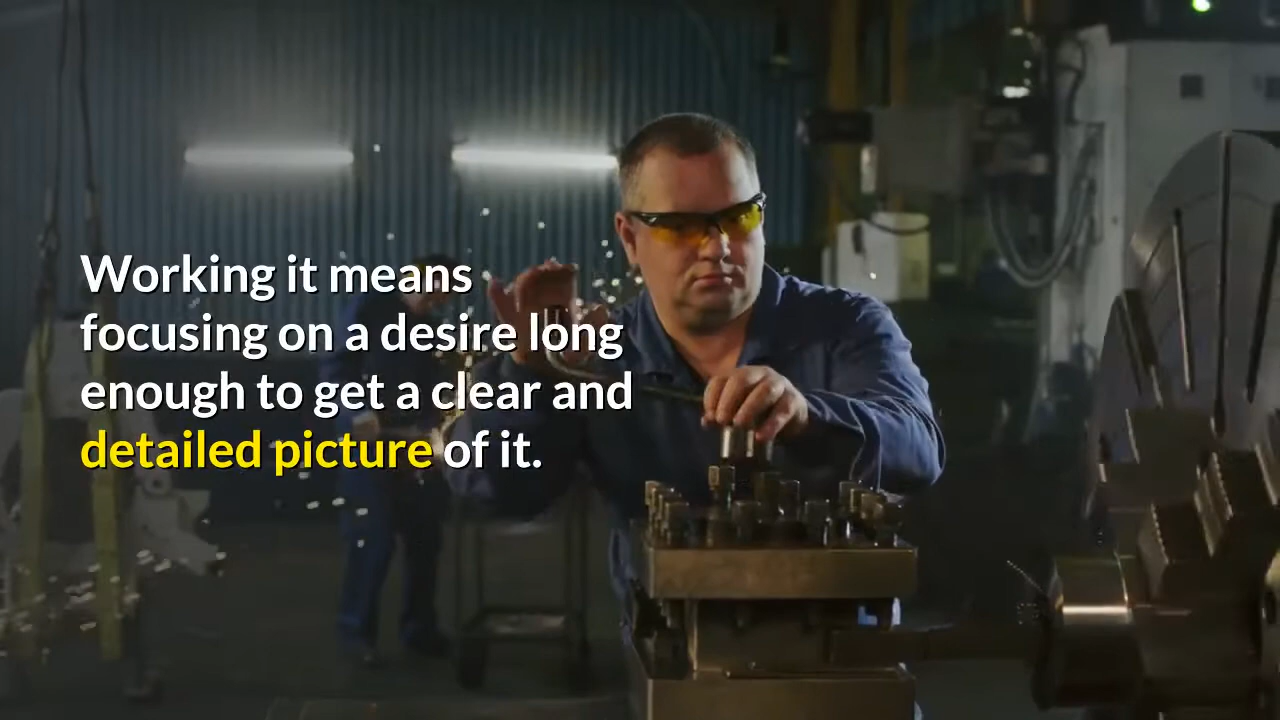 Working it means
focusing on a desire long
enough to get a clear and
detailed picture of it.